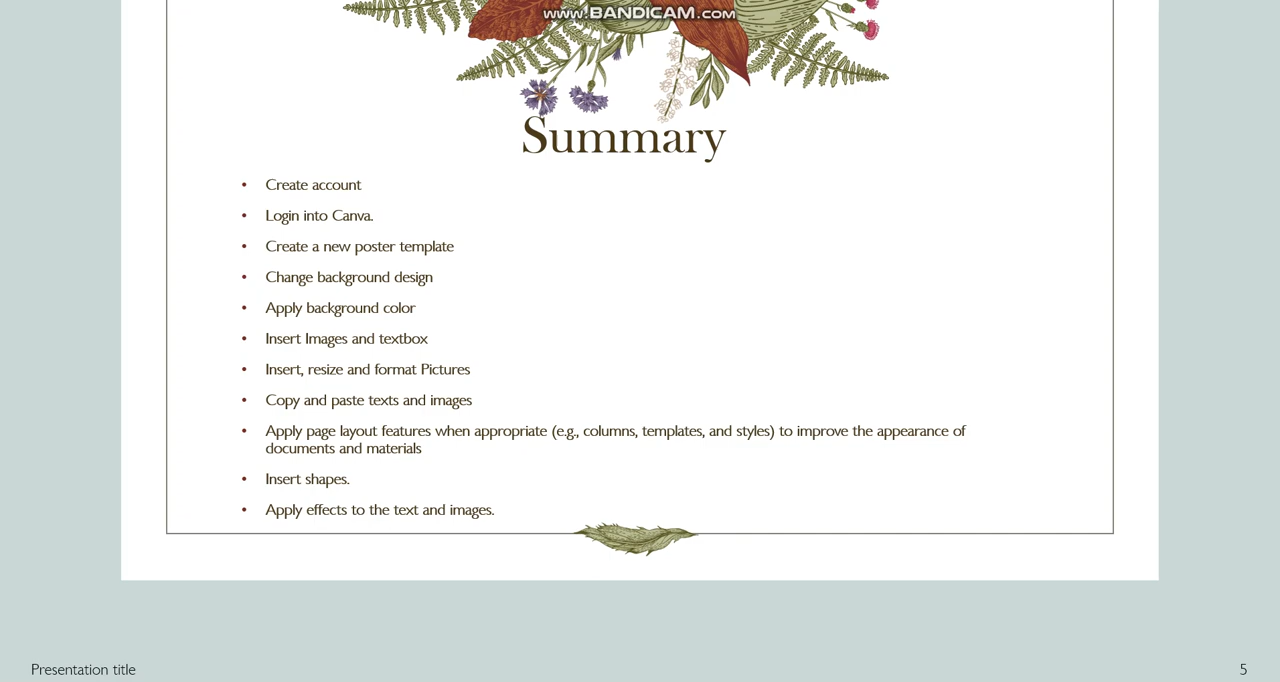 www.BANDICAM.com
Summary
• Create account
• Login into Canva.
• Create a new poster template
• Change background design
• Apply background color
• Insert Images and textbox
• Insert, resize and format Pictures
• Copy and paste texts and images
• Apply page layout features when appropriate (e.g., columns, templates, and styles) to improve the appearance of
documents and materials
• Insert shapes.
• Apply effects to the text and images.
Presentation title
5